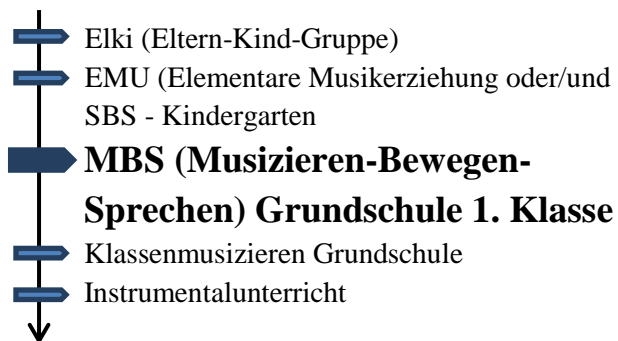 Elki (Eltern-Kind-Gruppe)
EMU (Elementare Musikerziehung oder/und
SBS - Kindergarten
MBS (Musizieren-Bewegen-
Sprechen) Grundschule 1. Klasse
Klassenmusizieren Grundschule
Instrumentalunterricht